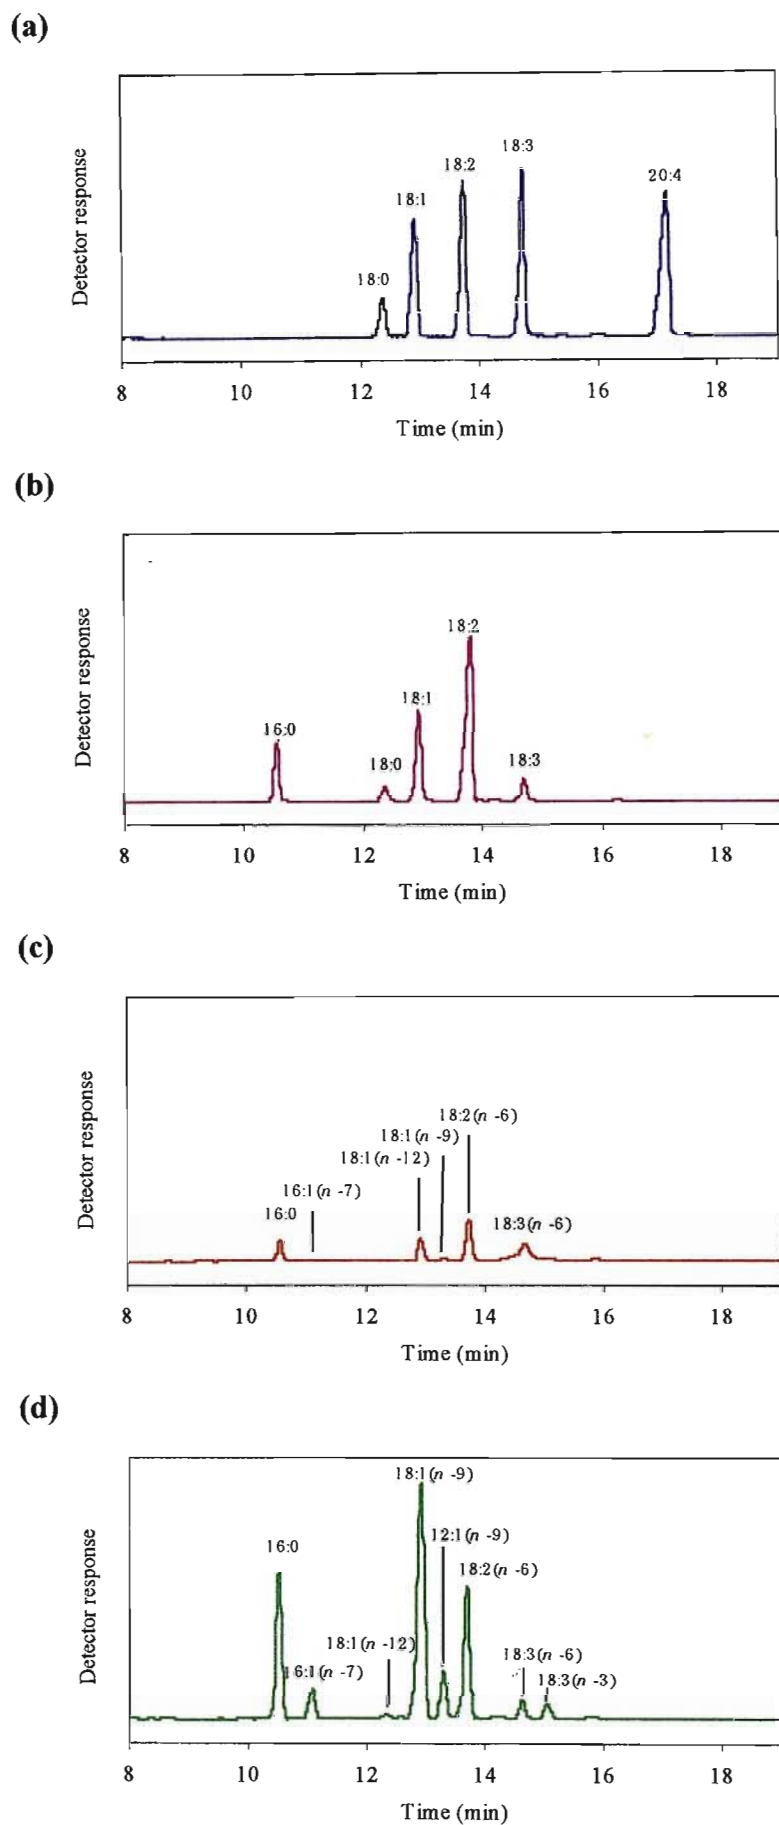 (a)
Detector response
18:0
18:1
18:2
18:3
20:4
8 10 12 14 16 18
Time (min)
(b)
Detector response
16:0
18:0
18:1
18:2
18:3
8 10 12 14 16 18
Time (min)
(c)
Detector response
16:0
16:1(n -7)
18:1(n -12)
18:1(n -9)
18:2(n -6)
18:3(n -6)
8 10 12 14 16 18
Time (min)
(d)
Detector response
16:0
16:1(n -7)
18:1(n -12)
18:1(n -9)
12:1(n -9)
18:2(n -6)
18:3(n -6)
18:3(n -3)
8 10 12 14 16 18
Time (min)